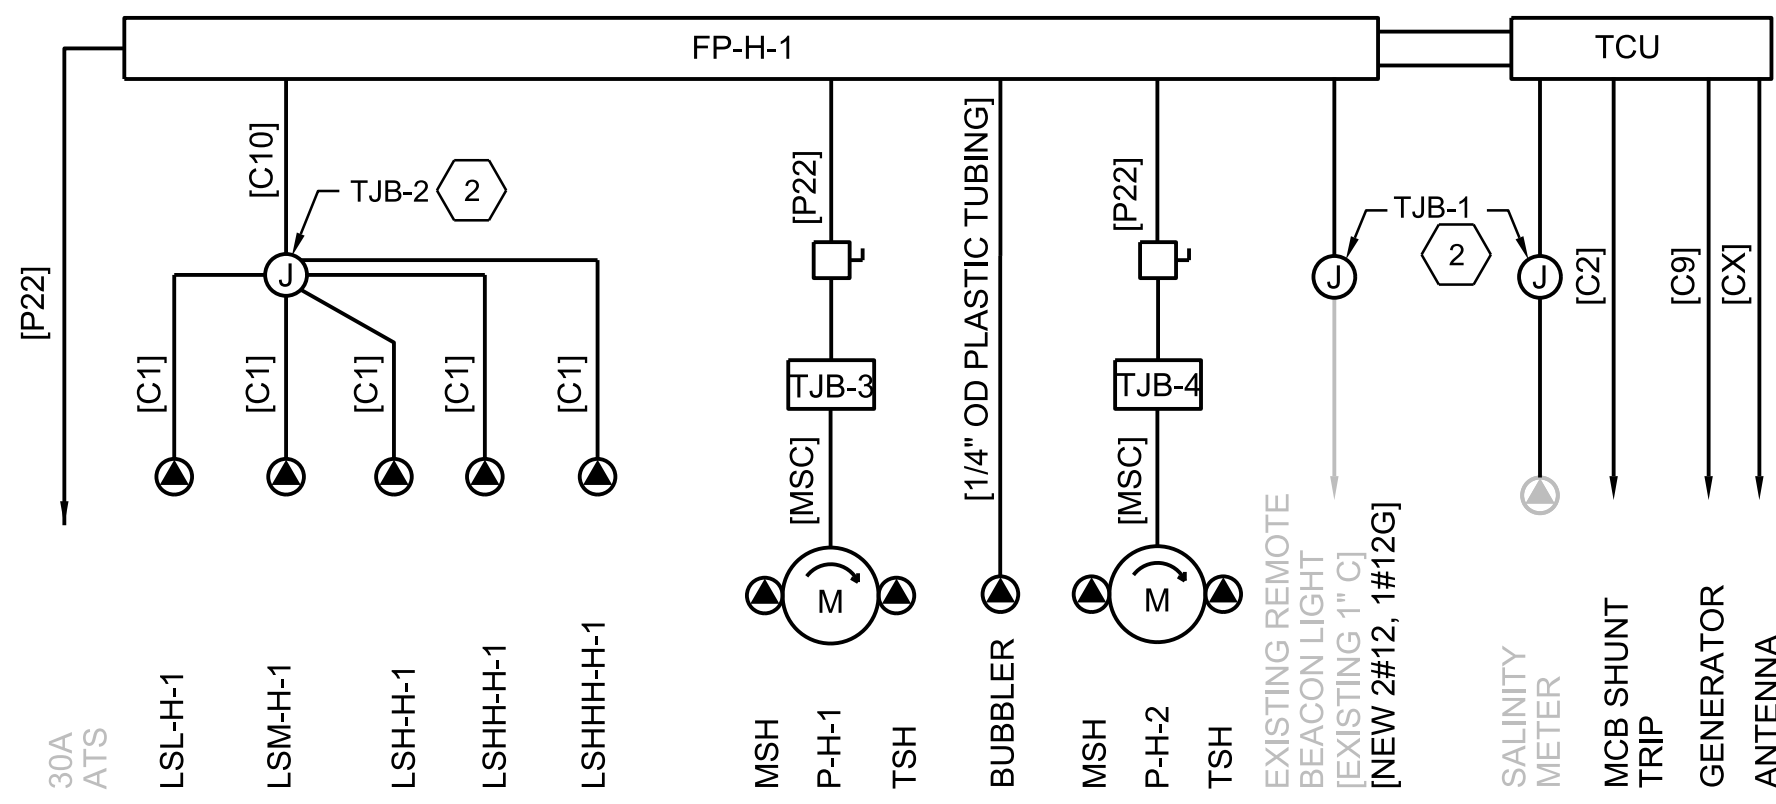 FP-H-1
TCU
[P22]
[C10]
TJB-2
2
J
[C1]
[C1]
[C1]
[C1]
[C1]
[P22]
TJB-3
[MSC]
M
[1/4" OD PLASTIC TUBING]
[P22]
TJB-4
[MSC]
M
TJB-1
2
J
J
[C2]
[C9]
[CX]
30A
ATS
LSL-H-1
LSM-H-1
LSH-H-1
LSHH-H-1
LSHHH-H-1
MSH
P-H-1
TSH
BUBBLER
MSH
P-H-2
TSH
EXISTING REMOTE
BEACON LIGHT
[EXISTING 1" C]
[NEW 2#12, 1#12G]
SALINITY
METER
MCB SHUNT
TRIP
GENERATOR
ANTENNA